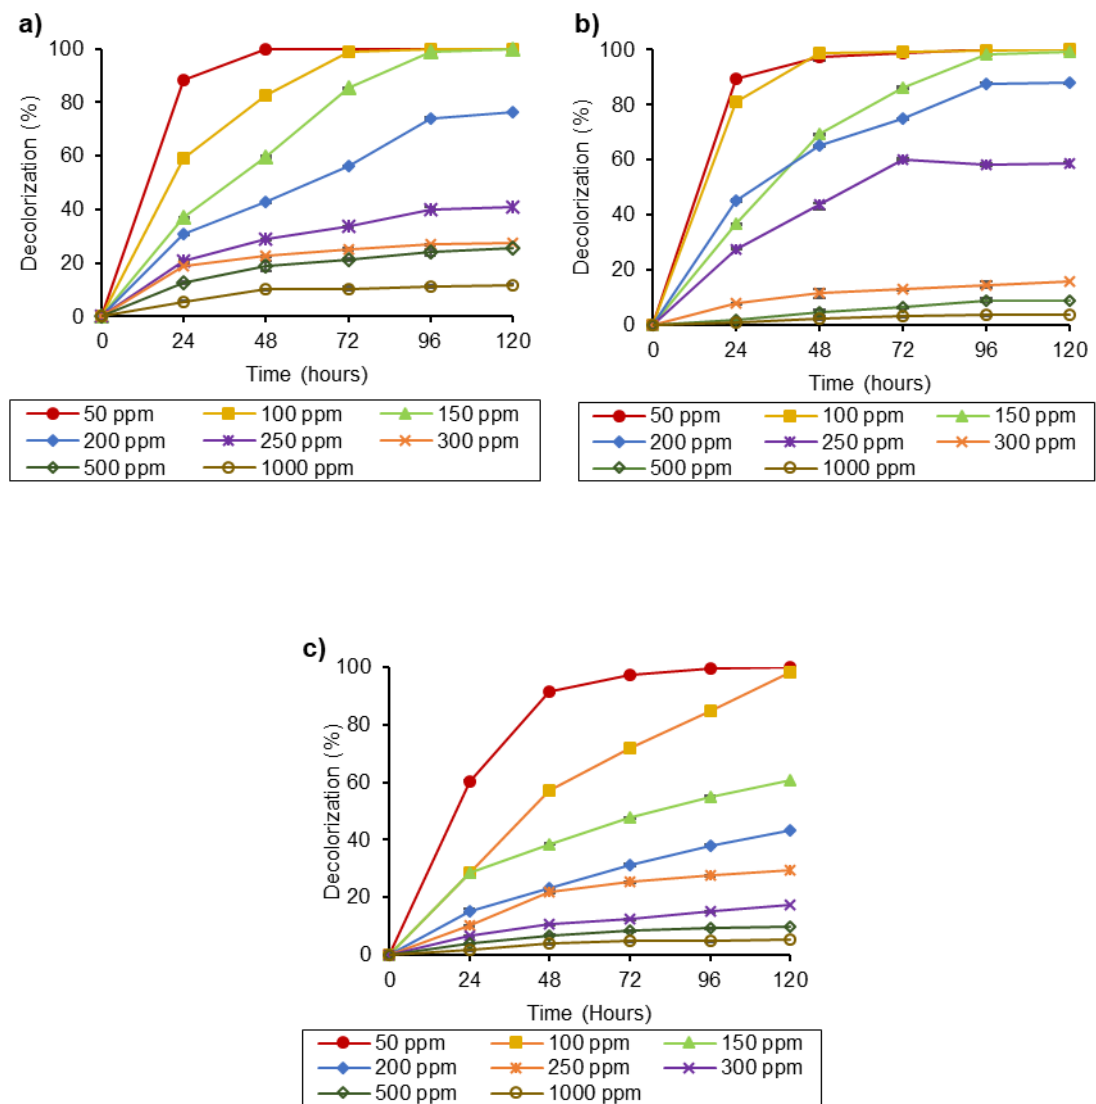 a)
Decolorization (%)
100
80
60
40
20
0
0 24 48 72 96 120
Time (hours)
50 ppm 100 ppm 150 ppm
200 ppm 250 ppm 300 ppm
500 ppm 1000 ppm
b)
Decolorization (%)
100
80
60
40
20
0
0 24 48 72 96 120
Time (hours)
50 ppm 100 ppm 150 ppm
200 ppm 250 ppm 300 ppm
500 ppm 1000 ppm
c)
Decolorization (%)
100
80
60
40
20
0
0 24 48 72 96 120
Time (Hours)
50 ppm 100 ppm 150 ppm
200 ppm 250 ppm 300 ppm
500 ppm 1000 ppm